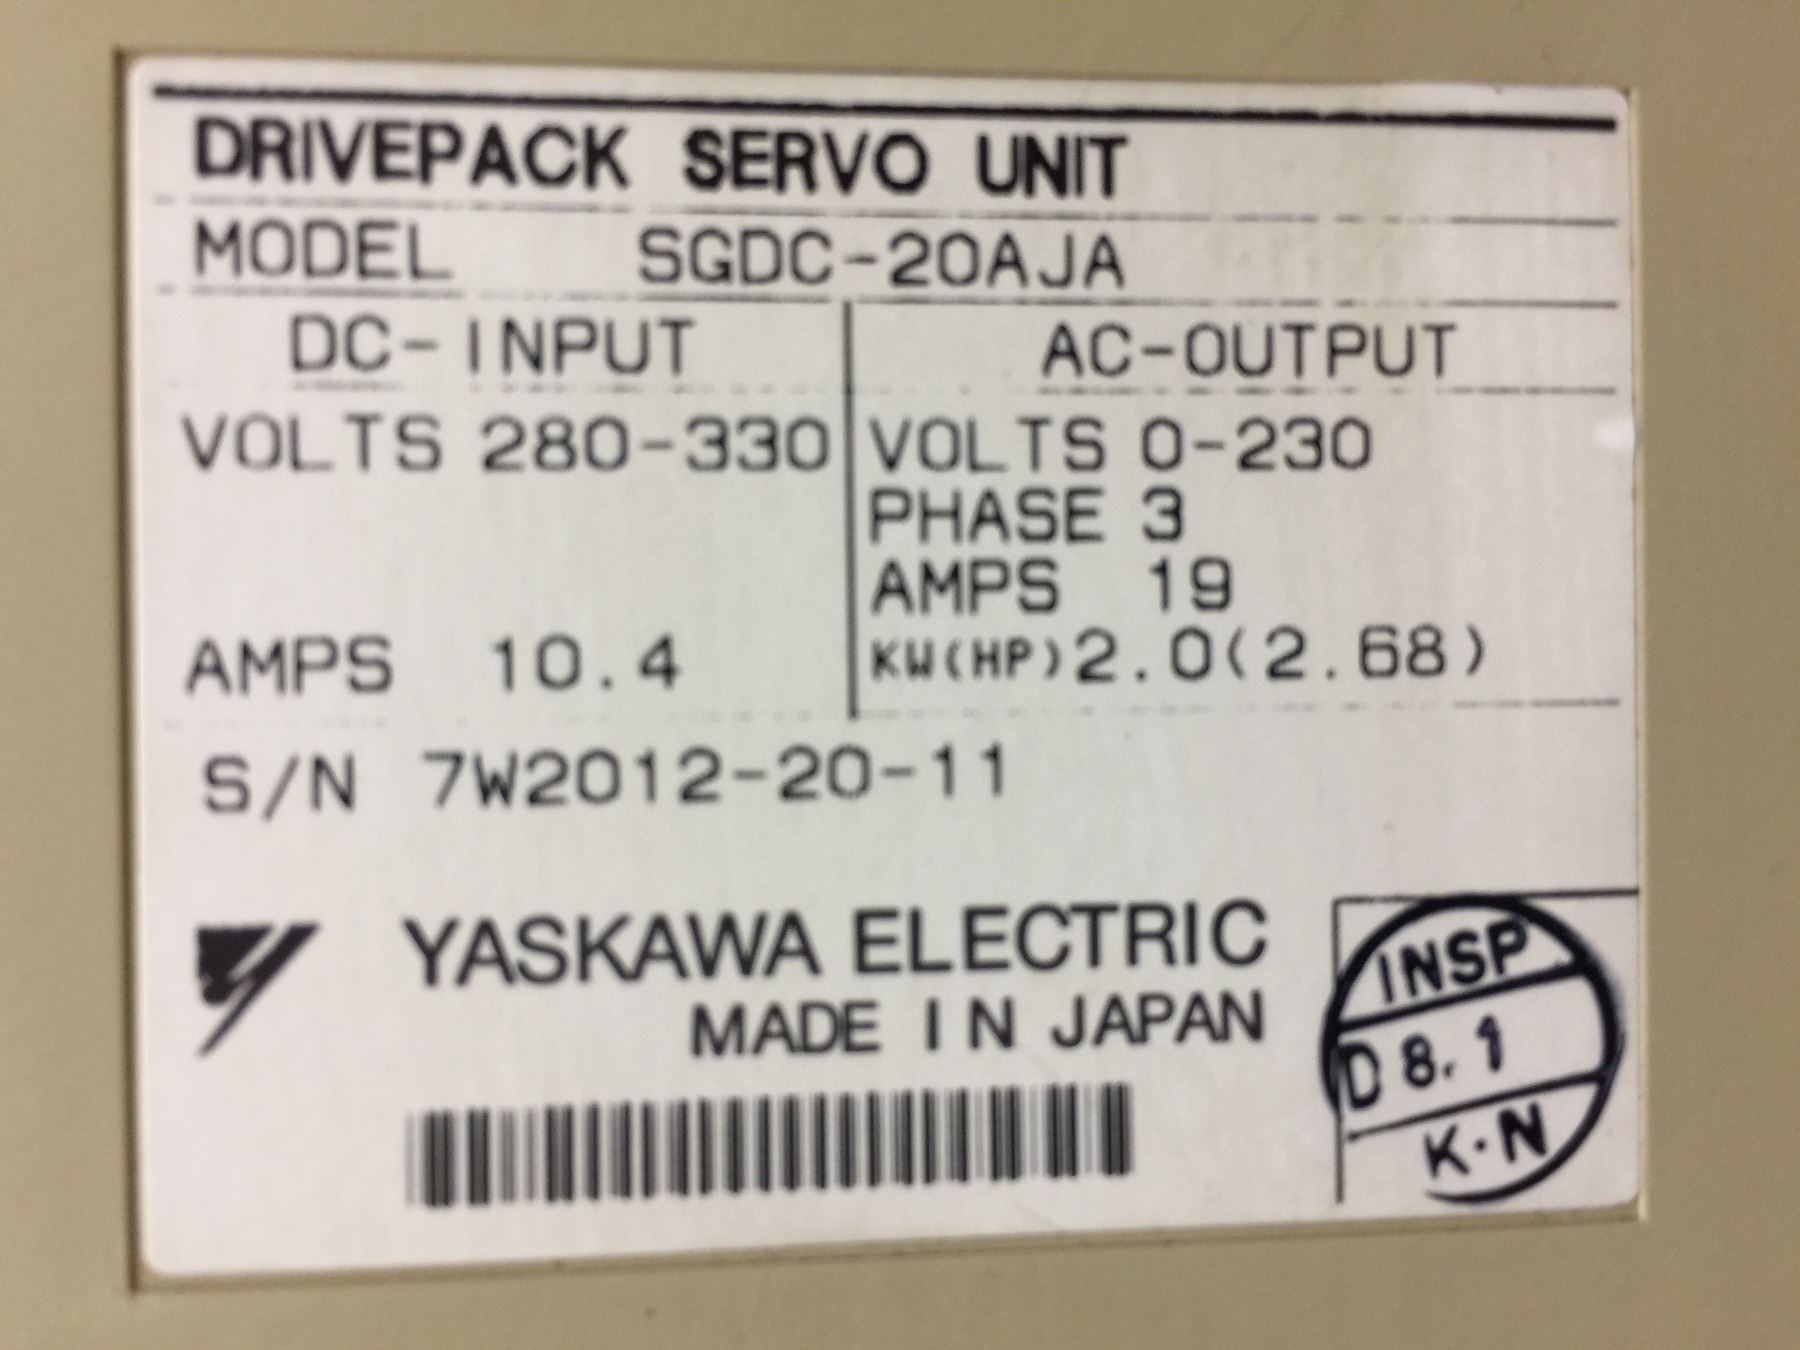 DRIVEPACK SERVO UNIT
MODEL SGDC-20AJA
DC-INPUT AC-OUTPUT
VOLTS 280-330 VOLTS 0-230
PHASE 3
AMPS 19
AMPS 10.4 KW(HP)2.0(2.68)
S/N 7W2012-20-11
YASKAWA ELECTRIC
MADE IN JAPAN
INSP
D 8.1
K.N